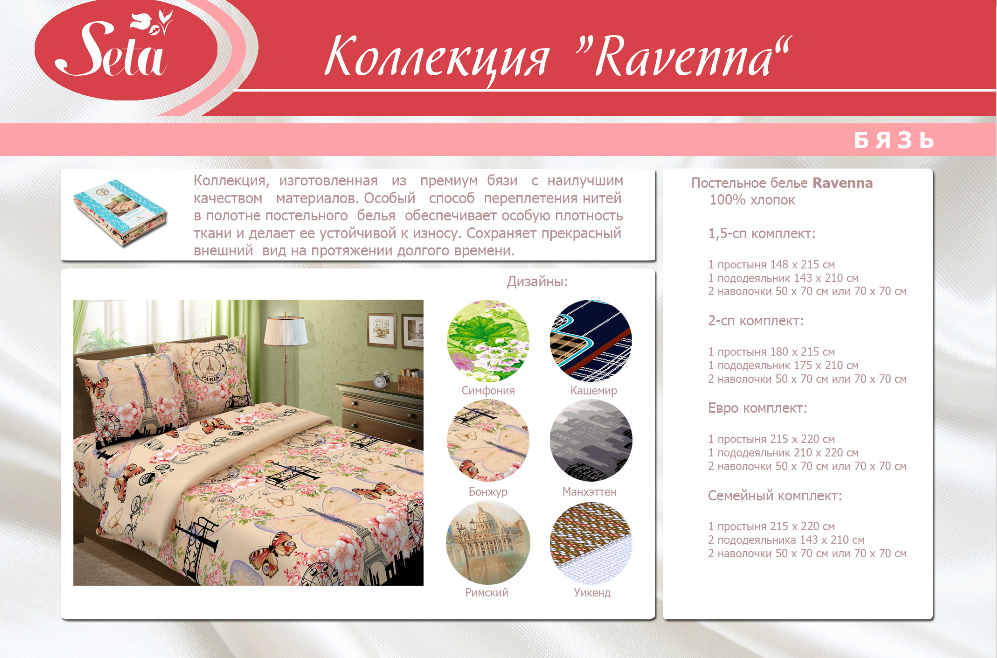 Seta
Коллекция "Ravenna“
БЯЗЬ
Коллекция, изготовленная из премиум бязи с наилучшим
качеством материалов. Особый способ переплетения нитей
в полотне постельного белья обеспечивает особую плотность
ткани и делает ее устойчивой к износу. Сохраняет прекрасный
внешний вид на протяжении долгого времени.
Дизайны:
Симфония
Кашемир
Бонжур
Манхэттен
Римский
Уикенд
PARIS
Постельное белье Ravenna
100% хлопок
1,5-сп комплект:
1 простыня 148 х 215 см
1 пододеяльник 143 х 210 см
2 наволочки 50 х 70 см или 70 х 70 см
2-сп комплект:
1 простыня 180 х 215 см
1 пододеяльник 175 х 210 см
2 наволочки 50 х 70 см или 70 х 70 см
Евро комплект:
1 простыня 215 х 220 см
1 пододеяльник 210 х 220 см
2 наволочки 50 х 70 см или 70 х 70 см
Семейный комплект:
1 простыня 215 х 220 см
2 пододеяльника 143 х 210 см
2 наволочки 50 х 70 см или 70 х 70 см